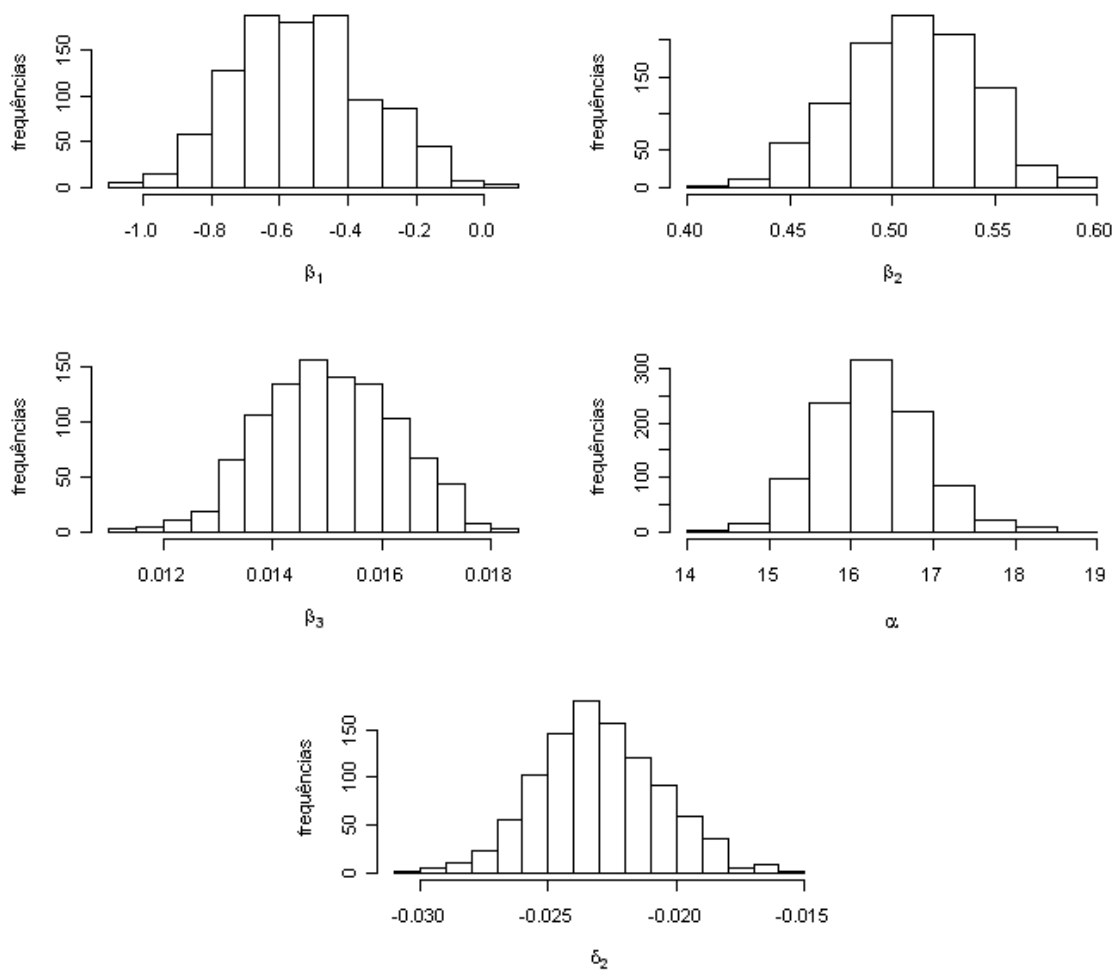 frequências
0 50 100 150
-1.0 -0.8 -0.6 -0.4 -0.2 0.0
β1
frequências
0 50 150
0.40 0.45 0.50 0.55 0.60
β2
frequências
0 50 100 150
0.012 0.014 0.016 0.018
β3
frequências
0 100 200 300
14 15 16 17 18 19
α
frequências
0 50 100 150
-0.030 -0.025 -0.020 -0.015
δ2